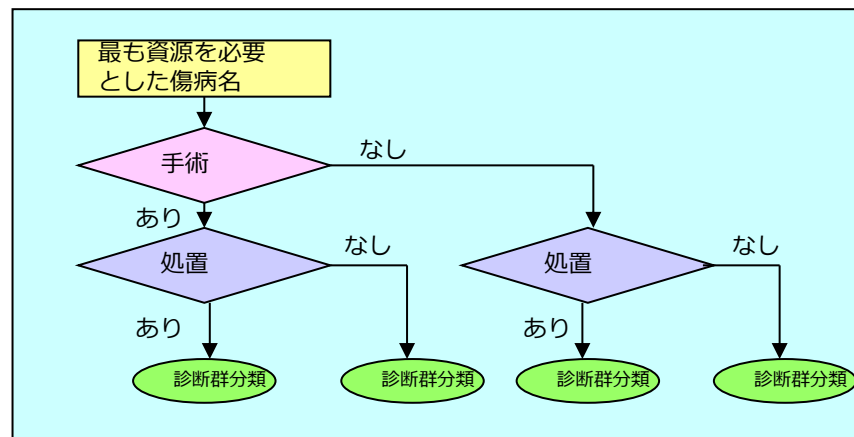 最も資源を必要
とした傷病名
手術
なし
あり
処置
なし
処置
なし
あり
あり
診断群分類
診断群分類
診断群分類
診断群分類